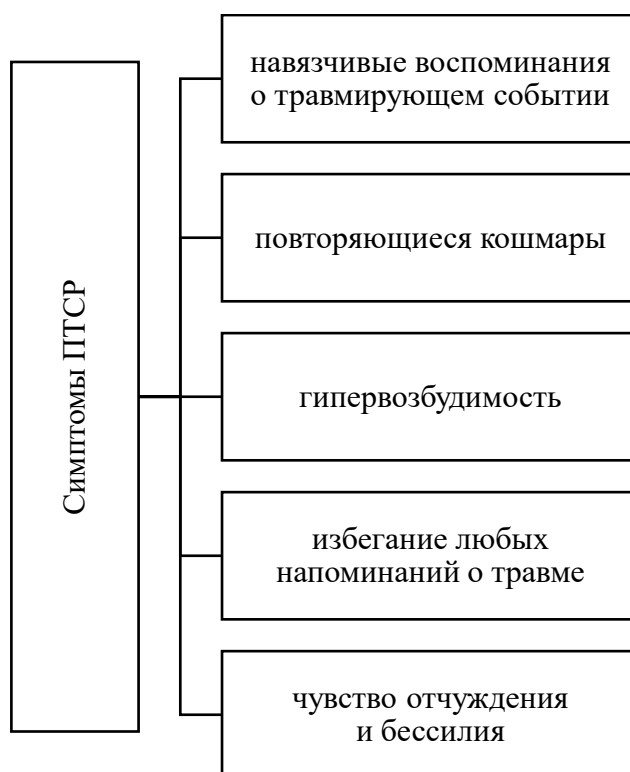 Симптомы ПТСР
навязчивые воспоминания
о травмирующем событии
повторяющиеся кошмары
гипервозбудимость
избегание любых
напоминаний о травме
чувство отчуждения
и бессилия